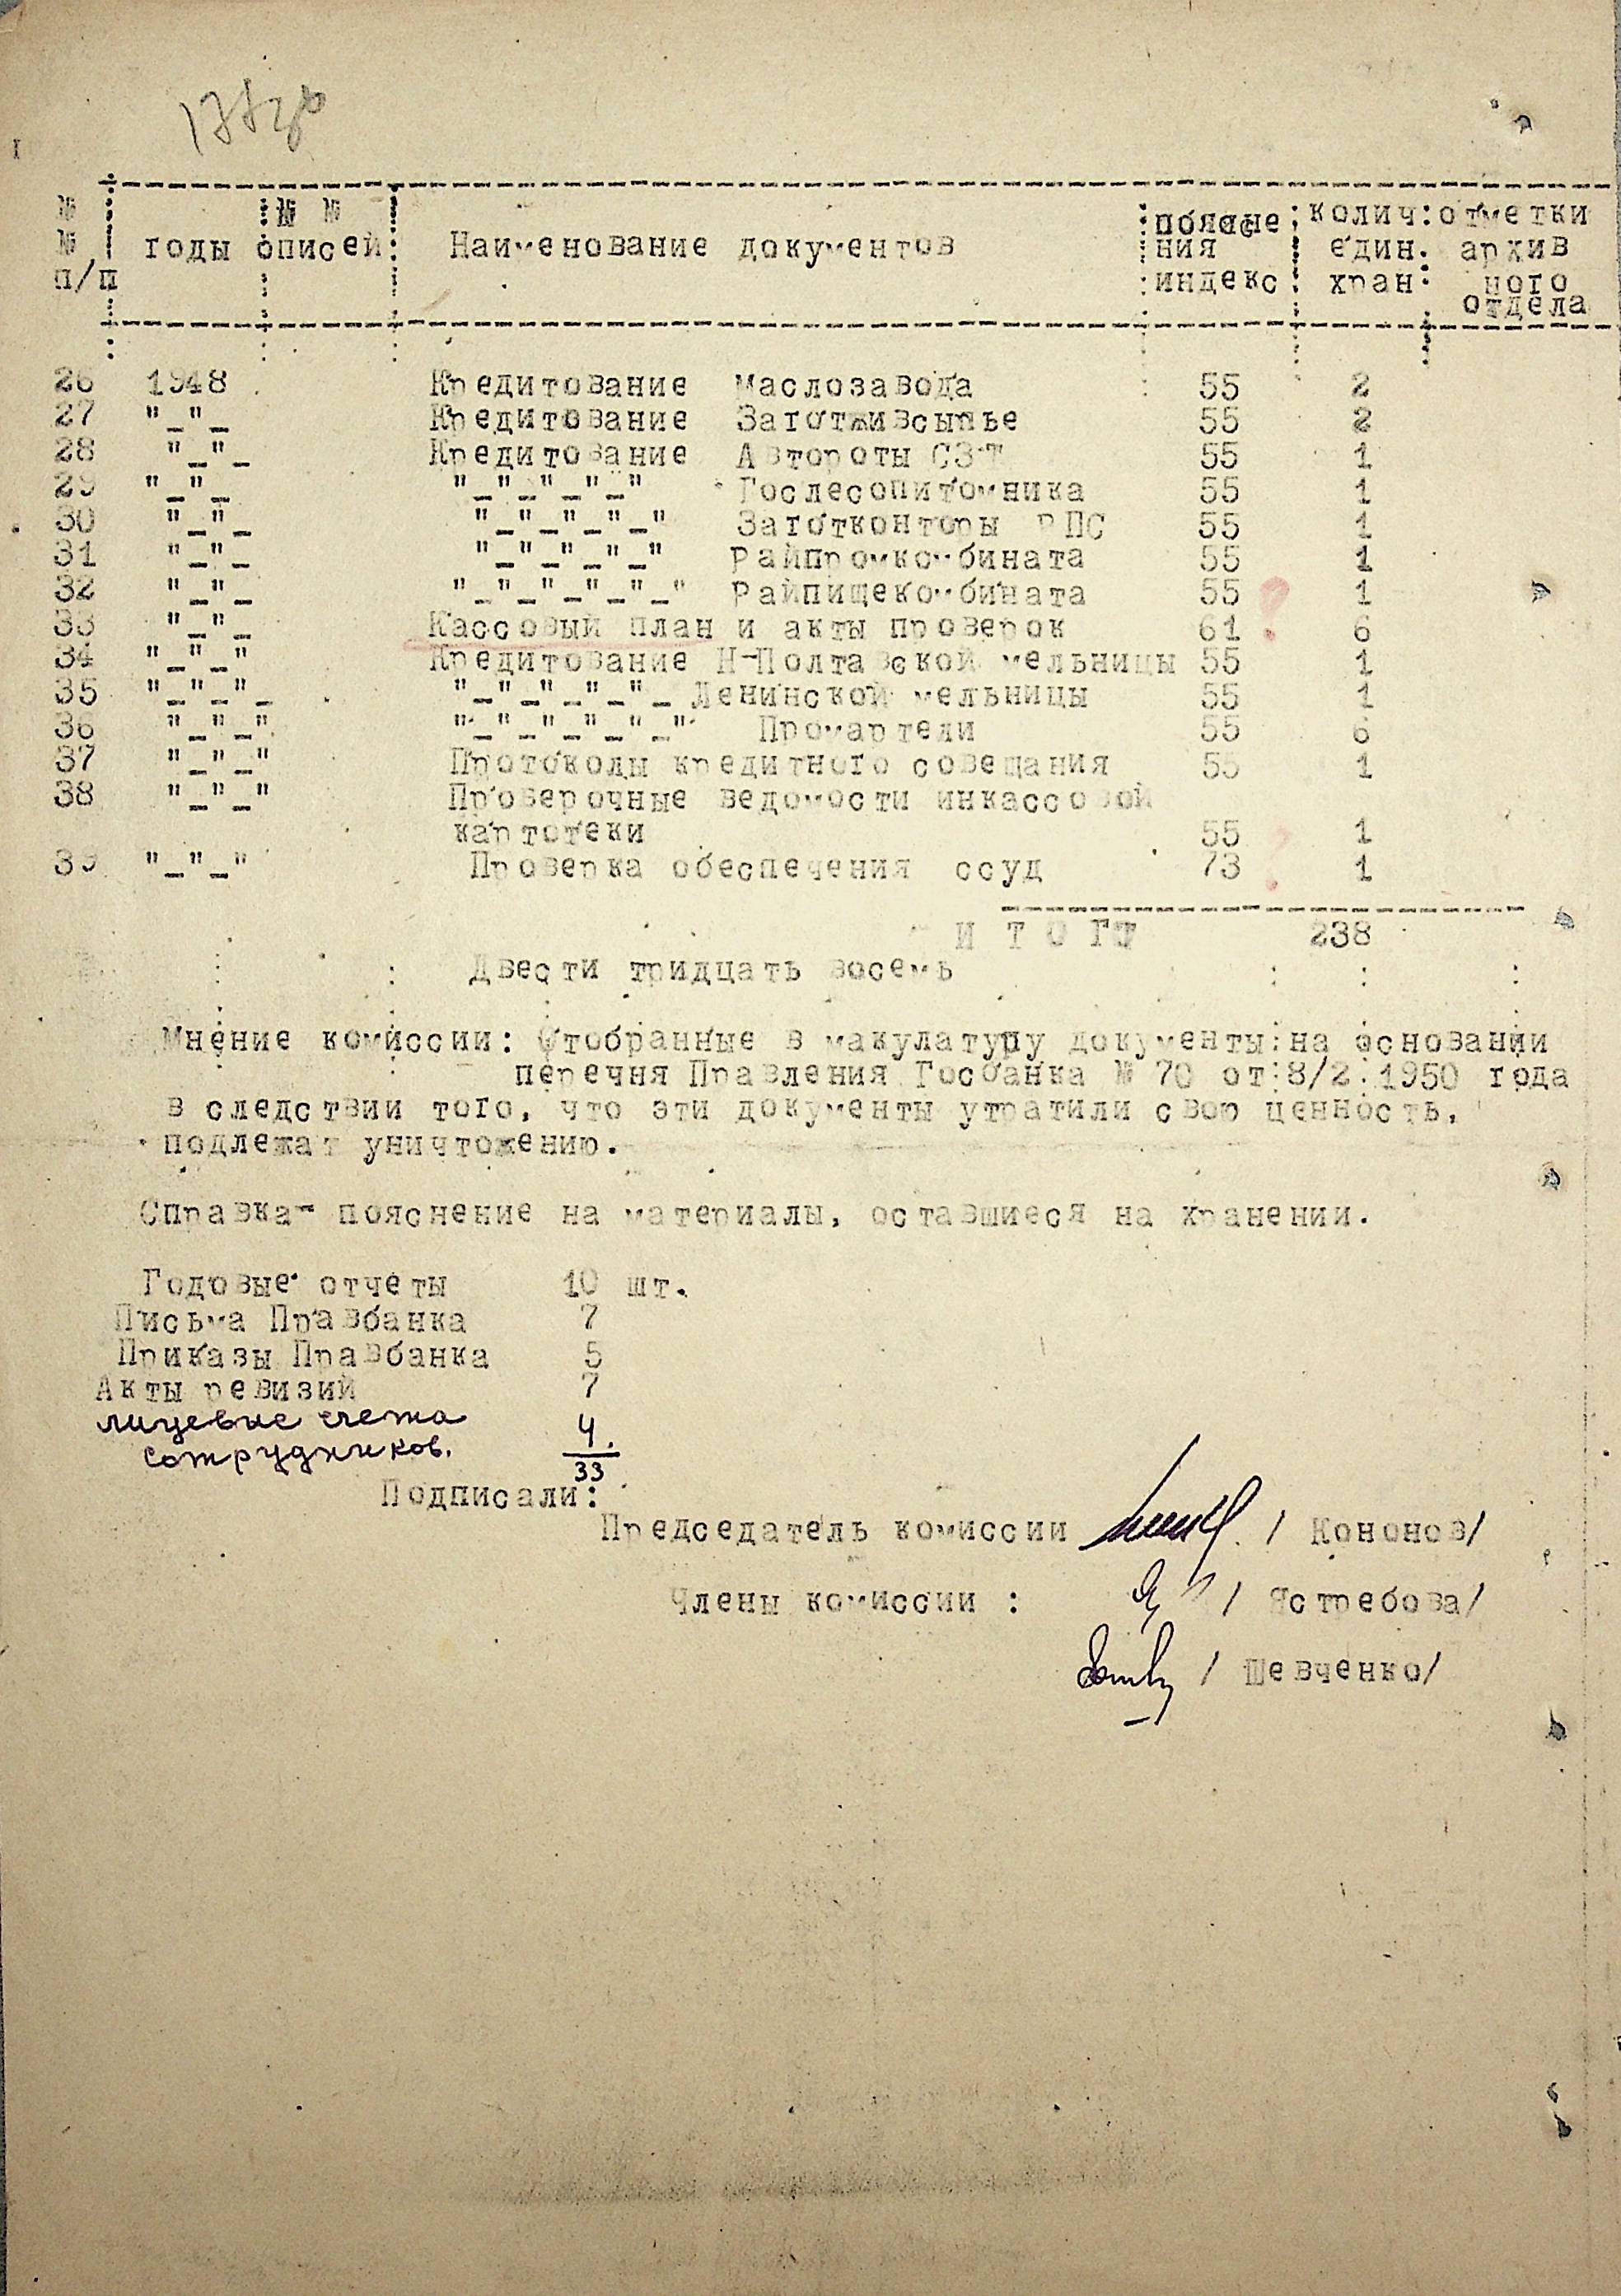 № № № поясне колич отметки
№ годы описей Наименование документов ния един. архив
п/п индекс хран ного
отдела
26 1948 Кредитование маслозавода 55 2
27 "_"_ Кредитование Заготживсырье 55 2
28 "_"_ Кредитование Автороты СЗТ 55 1
29 "_"_ "_"_"_"_" Гослесопитомника 55 1
30 "_"_ "_"_"_"_" Заготконторы РПС 55 1
31 "_"_ "_"_"_"_" Райпромкомбината 55 1
32 "_"_ "_"_"_"_"_" Райпищекомбината 55 ? 1
33 "_"_ Кассовый план и акты проверок 61 6
34 "_"_" Кредитование Н-Полтавской мельницы 55 1
35 "_"_"_ "_"_"_"_"_ Ленинской мельницы 55 1
36 "_"_" "_"_"_"_"_" Промартели 55 6
37 "_"_" Протоколы кредитного совещания 55 1
38 "_"_" Проверочные ведомости инкассовой
картотеки 55 1
39 "_"_" Проверка обеспечения ссуд 73 ? 1
238
Двести тридцать восемь
Мнение комиссии: Отобранные в макулатуру документы на основании
перечня Правления Госбанка № 70 от 8/2.1950 года
в следствии того, что эти документы утратили свою ценность,
подлежат уничтожению.
Справка- пояснение на материалы, оставшиеся на хранении.
Годовые отчеты 10 шт.
Письма Правбанка 7
Приказы Правбанка 5
Акты ревизий 7
лицевые счета 4.
сотрудников. 33
Подписали:
Председатель комиссии / Кононов/
Члены комиссии : / Ястребова/
/ Шевченко/